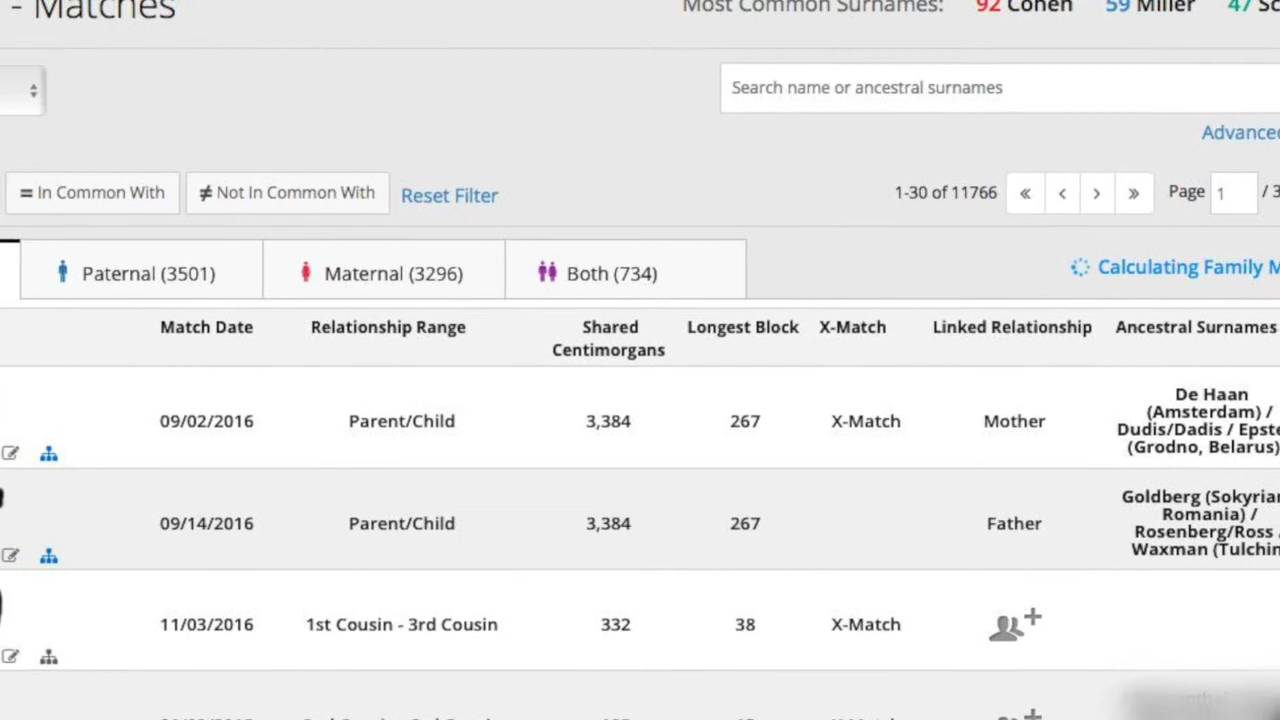 - Matches
Most Common Surnames: 92 Cohen 59 Miller 47
Search name or ancestral surnames
Advanced
= In Common With ≠ Not In Common With Reset Filter 1-30 of 11766 « ‹ › » Page 1 / 3
Paternal (3501) Maternal (3296) Both (734) Calculating Family M
Match Date Relationship Range Shared Centimorgans Longest Block X-Match Linked Relationship Ancestral Surnames
09/02/2016 Parent/Child 3,384 267 X-Match Mother
De Haan
(Amsterdam) /
Dudis/Dadis / Epste
(Grodno, Belarus)
09/14/2016 Parent/Child 3,384 267 Father
Goldberg (Sokyrian
Romania) /
Rosenberg/Ross /
Waxman (Tulchin
11/03/2016 1st Cousin - 3rd Cousin 332 38 X-Match